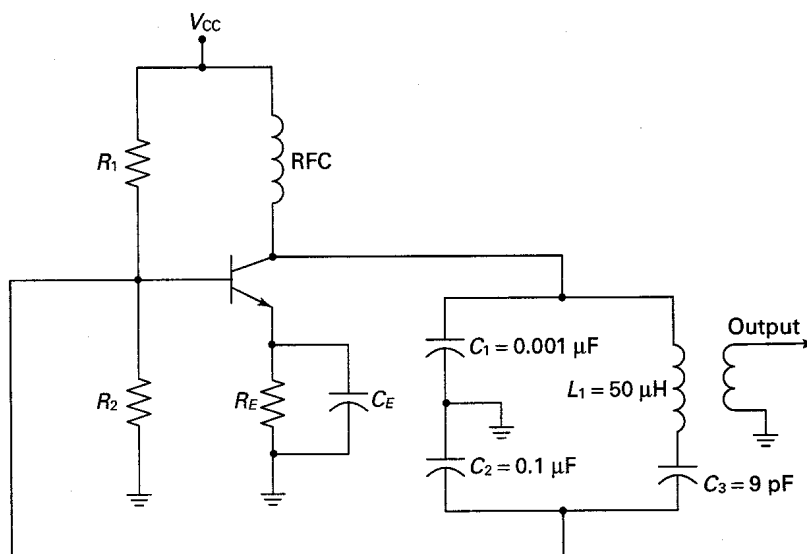 VCC
R1
RFC
Output
C1 = 0.001 µF
L1 = 50 µH
R2
RE
CE
C2 = 0.1 µF
C3 = 9 pF